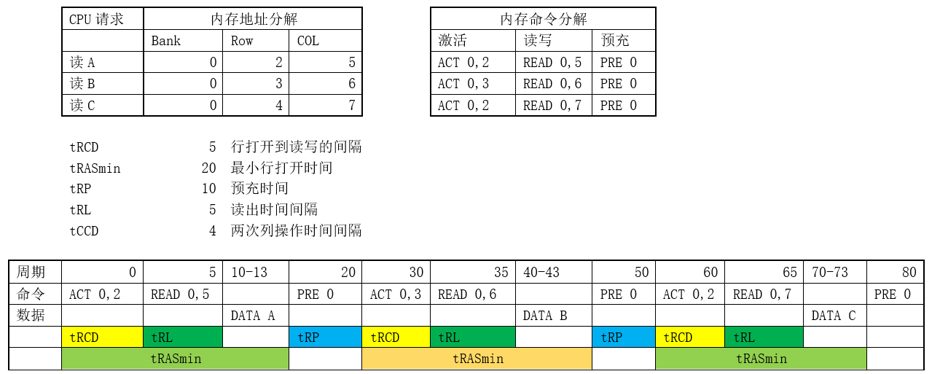 CPU 请求 内存地址分解 内存命令分解
Bank Row COL 激活 读写 预充
读 A 0 2 5 ACT 0,2 READ 0,5 PRE 0
读 B 0 3 6 ACT 0,3 READ 0,6 PRE 0
读 C 0 4 7 ACT 0,2 READ 0,7 PRE 0
tRCD 5 行打开到读写的间隔
tRASmin 20 最小行打开时间
tRP 10 预充时间
tRL 5 读出时间间隔
tCCD 4 两次列操作时间间隔
周期 0 5 10-13 20 30 35 40-43 50 60 65 70-73 80
命令 ACT 0,2 READ 0,5 PRE 0 ACT 0,3 READ 0,6 PRE 0 ACT 0,2 READ 0,7 PRE 0
数据 DATA A DATA B DATA C
tRCD tRL tRP tRCD tRL tRP tRCD tRL
tRASmin tRASmin tRASmin